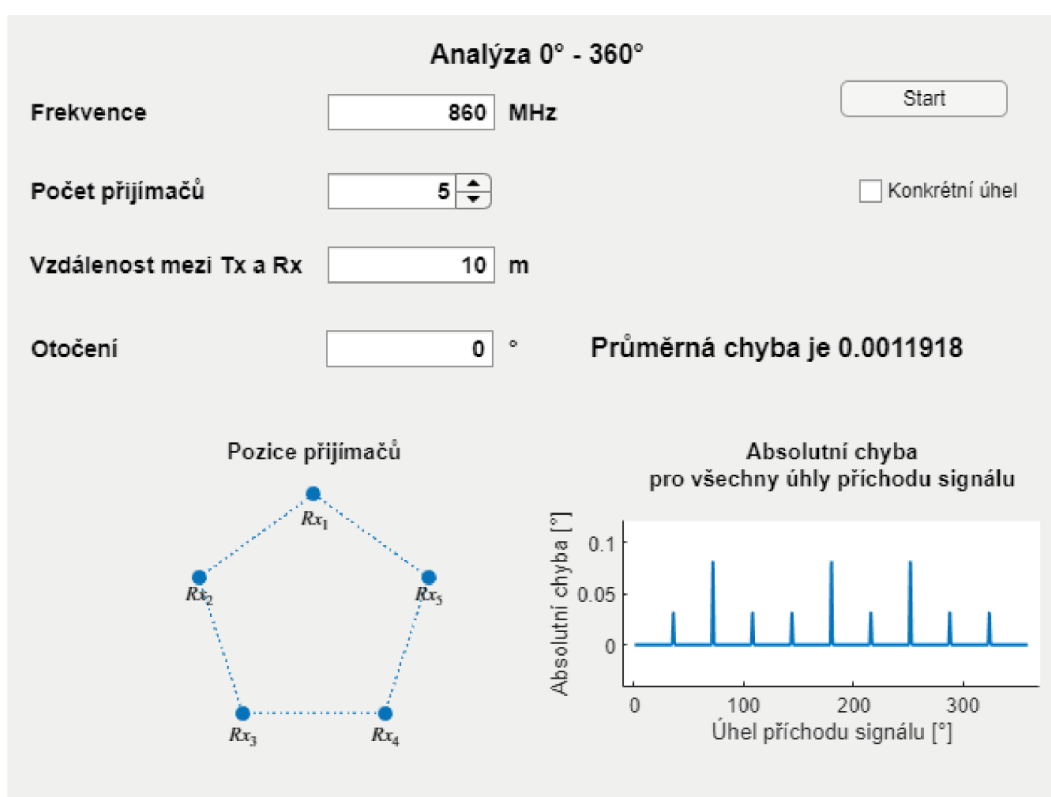 Analýza 0° - 360°
Frekvence 860 MHz
Start
Počet přijímačů 5
Konkrétní úhel
Vzdálenost mezi Tx a Rx 10 m
Otočení 0 °
Průměrná chyba je 0.0011918
Pozice přijímačů
Rx1
Rx2
Rx5
Rx3
Rx4
Absolutní chyba
pro všechny úhly příchodu signálu
Absolutní chyba [°]
0.1
0.05
0
0 100 200 300
Úhel příchodu signálu [°]